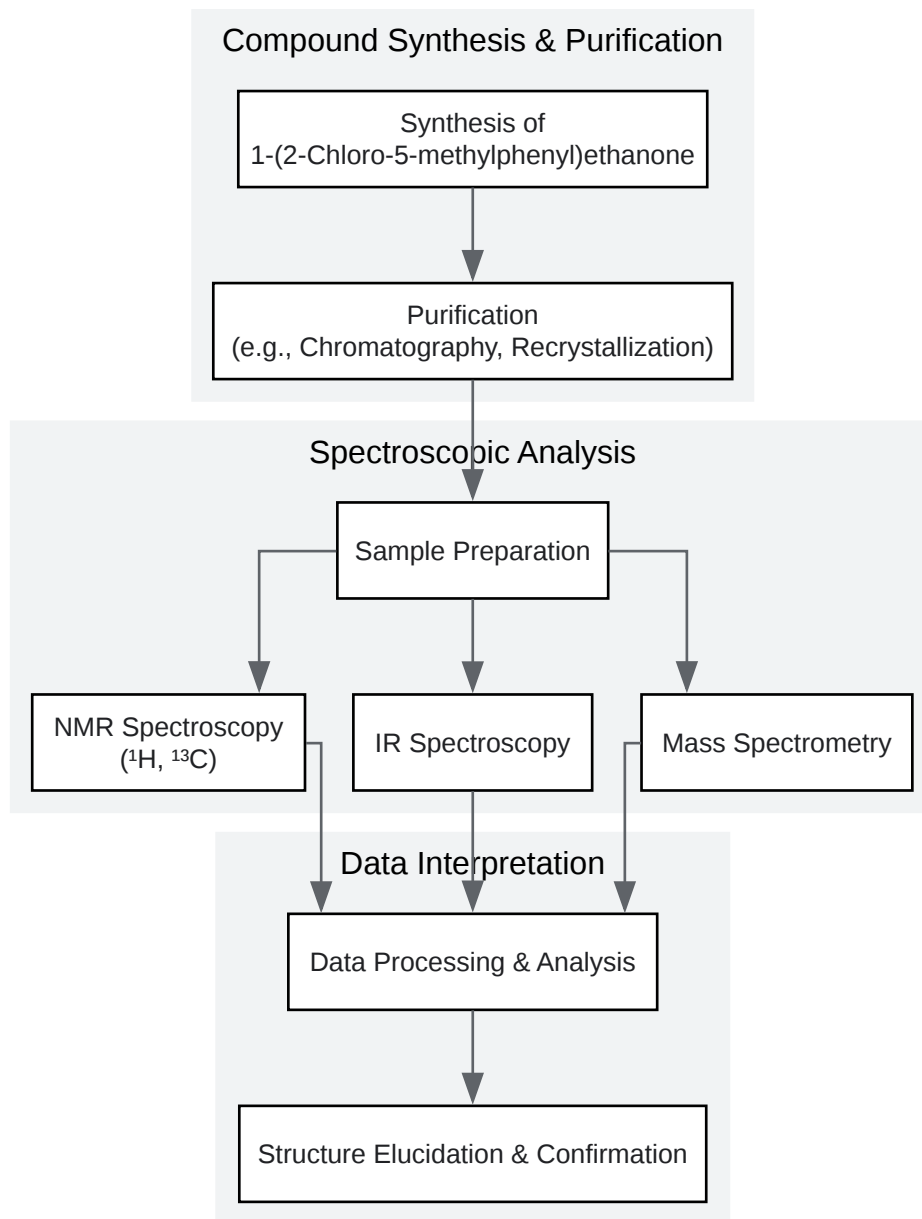 Compound Synthesis & Purification
Synthesis of
1-(2-Chloro-5-methylphenyl)ethanone
Purification
(e.g., Chromatography, Recrystallization)
Spectroscopic Analysis
Sample Preparation
NMR Spectroscopy
(¹H, ¹³C)
IR Spectroscopy
Mass Spectrometry
Data Interpretation
Data Processing & Analysis
Structure Elucidation & Confirmation